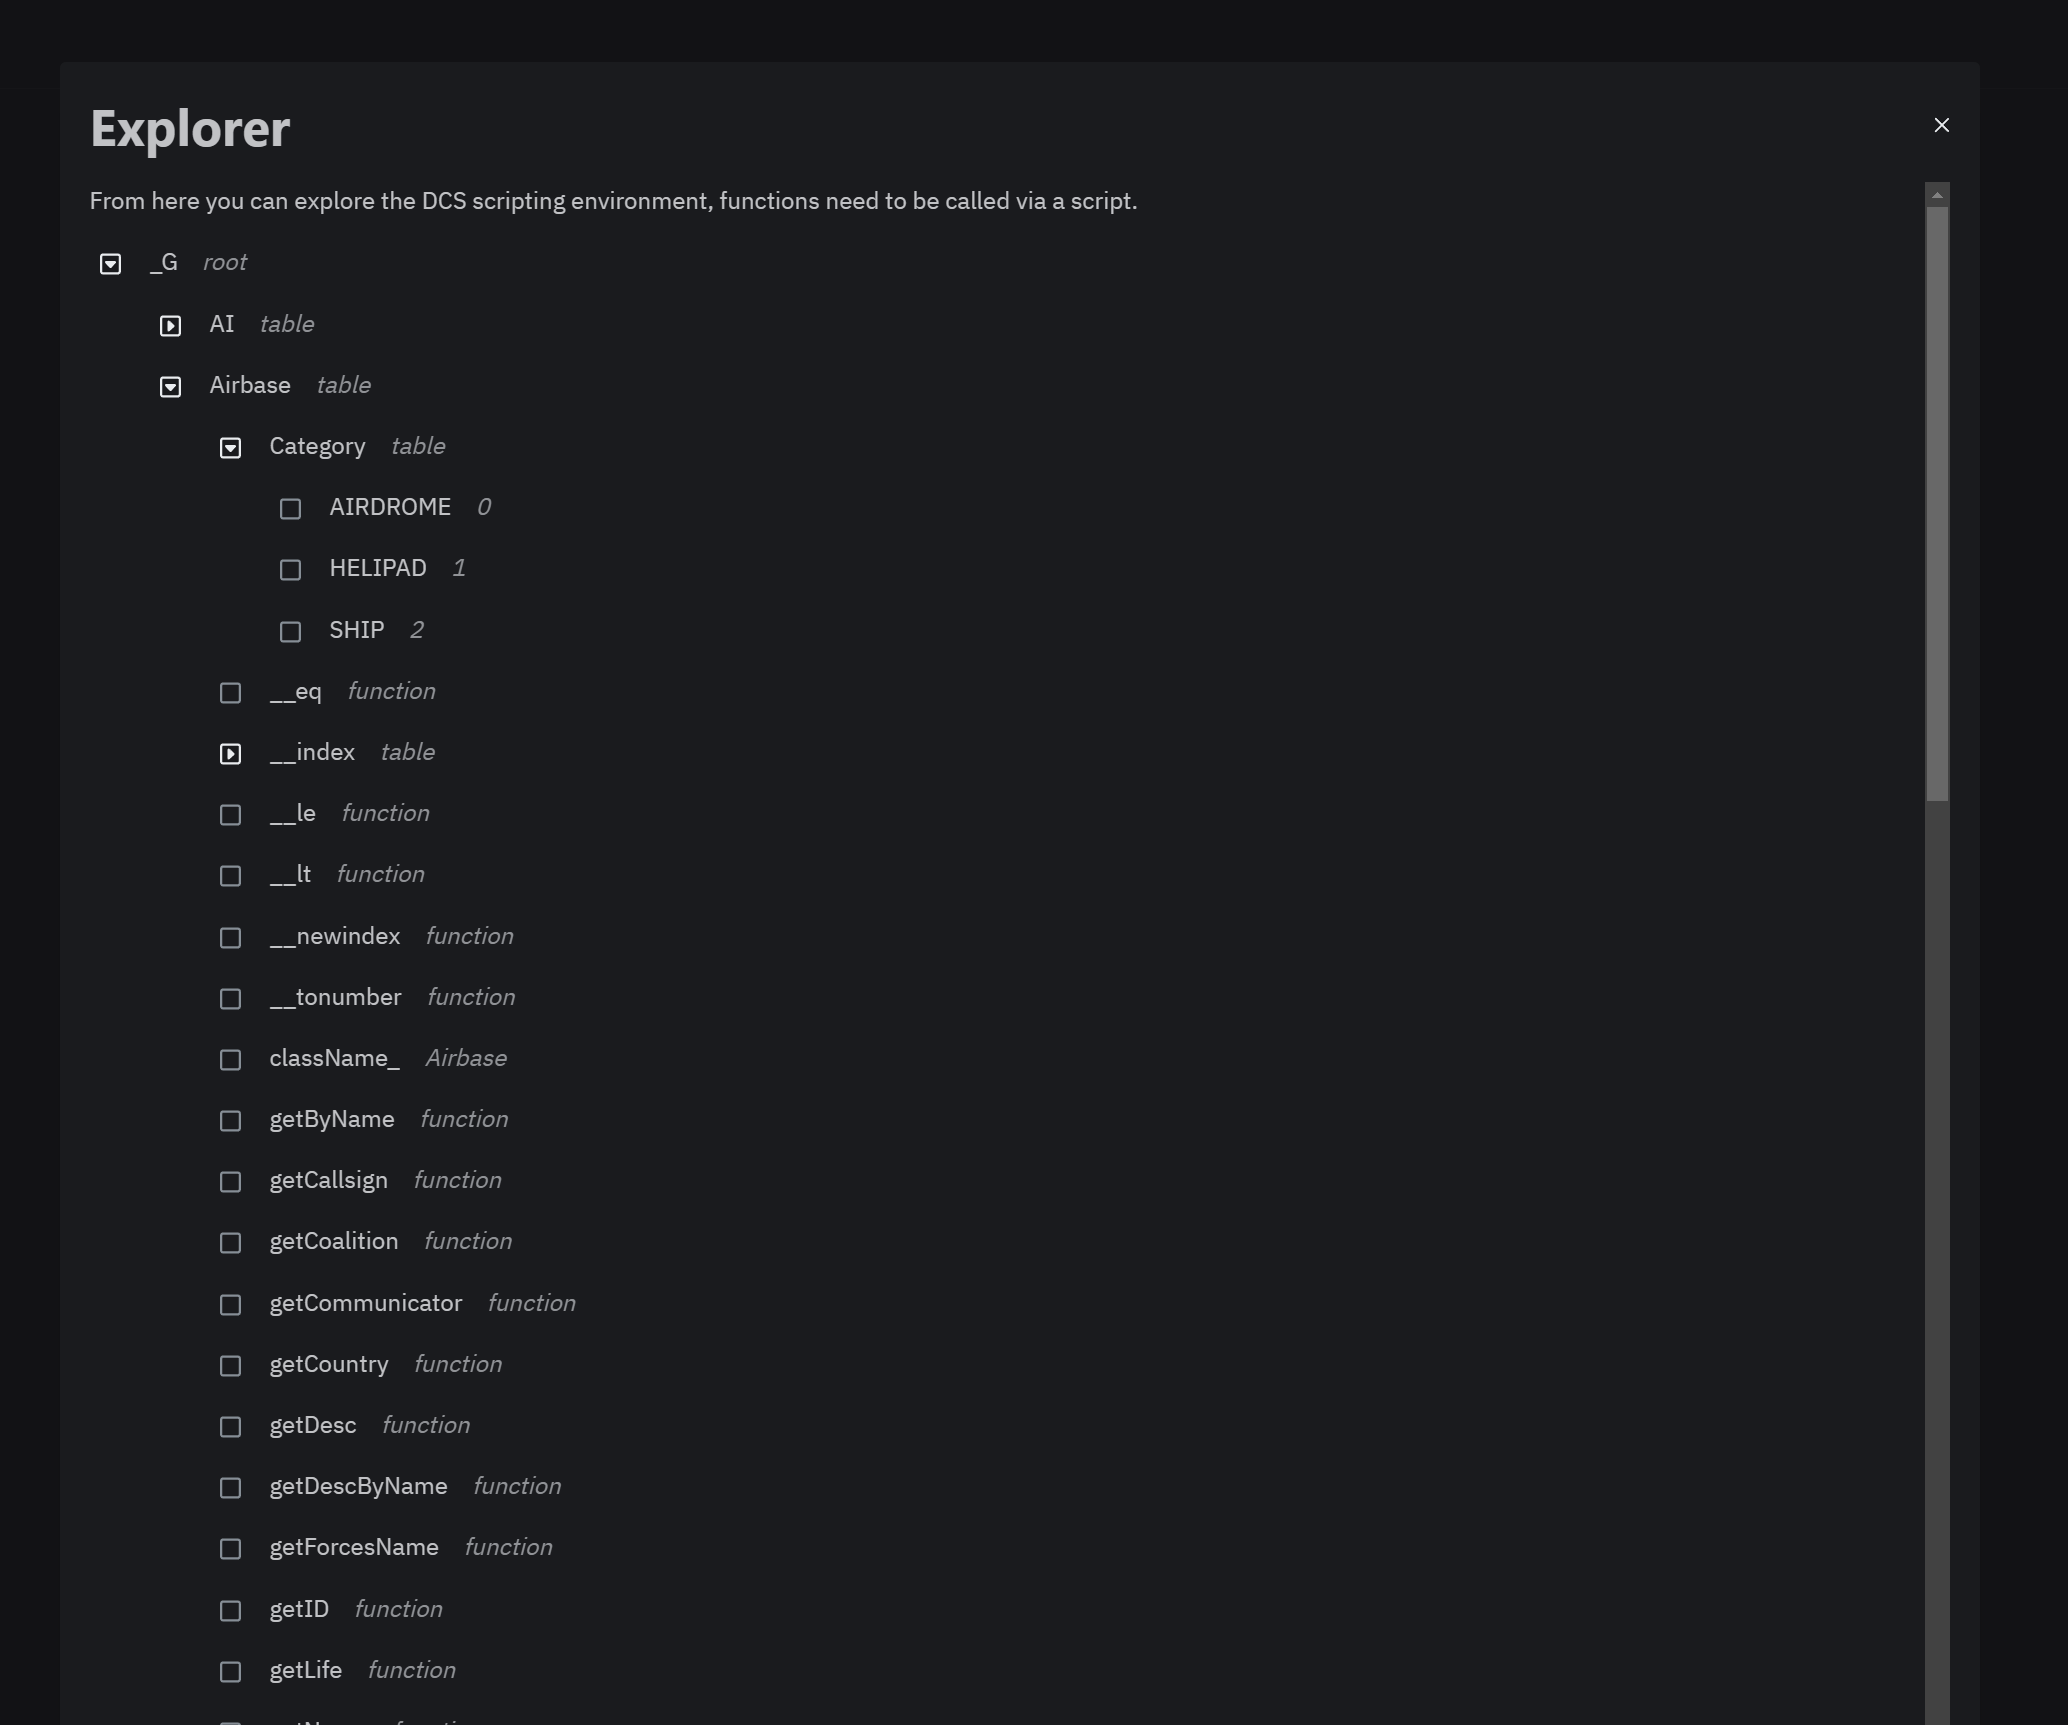 Explorer
From here you can explore the DCS scripting environment, functions need to be called via a script.
_G root
AI table
Airbase table
Category table
AIRDROME 0
HELIPAD 1
SHIP 2
__eq function
__index table
__le function
__lt function
__newindex function
__tonumber function
className_ Airbase
getByName function
getCallsign function
getCoalition function
getCommunicator function
getCountry function
getDesc function
getDescByName function
getForcesName function
getID function
getLife function